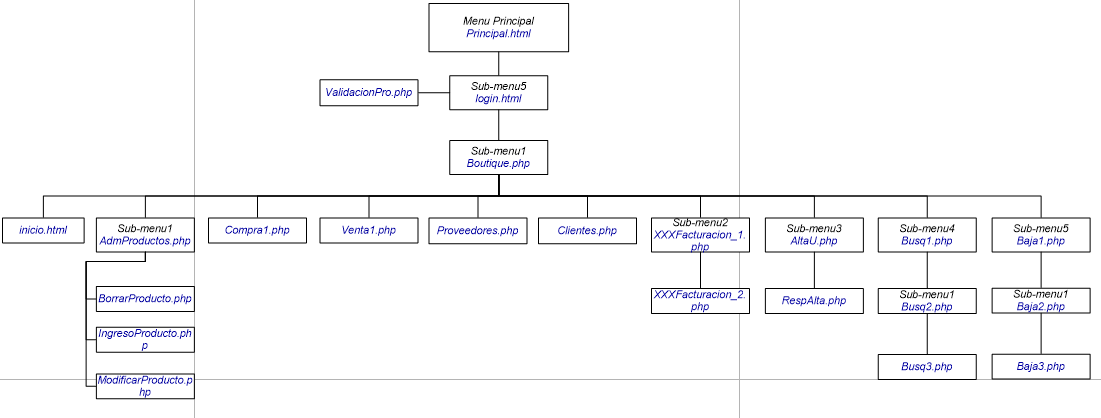 Menu Principal
Principal.html
ValidacionPro.php
Sub-menu5
login.html
Sub-menu1
Boutique.php
inicio.html
Sub-menu1
AdmProductos.php
Compra1.php
Venta1.php
Proveedores.php
Clientes.php
Sub-menu2
XXXFacturacion_1.
php
Sub-menu3
AltaU.php
Sub-menu4
Busq1.php
Sub-menu5
Baja1.php
BorrarProducto.php
IngresoProducto.ph
p
ModificarProducto.p
hp
XXXFacturacion_2.
php
RespAlta.php
Sub-menu1
Busq2.php
Sub-menu1
Baja2.php
Busq3.php
Baja3.php